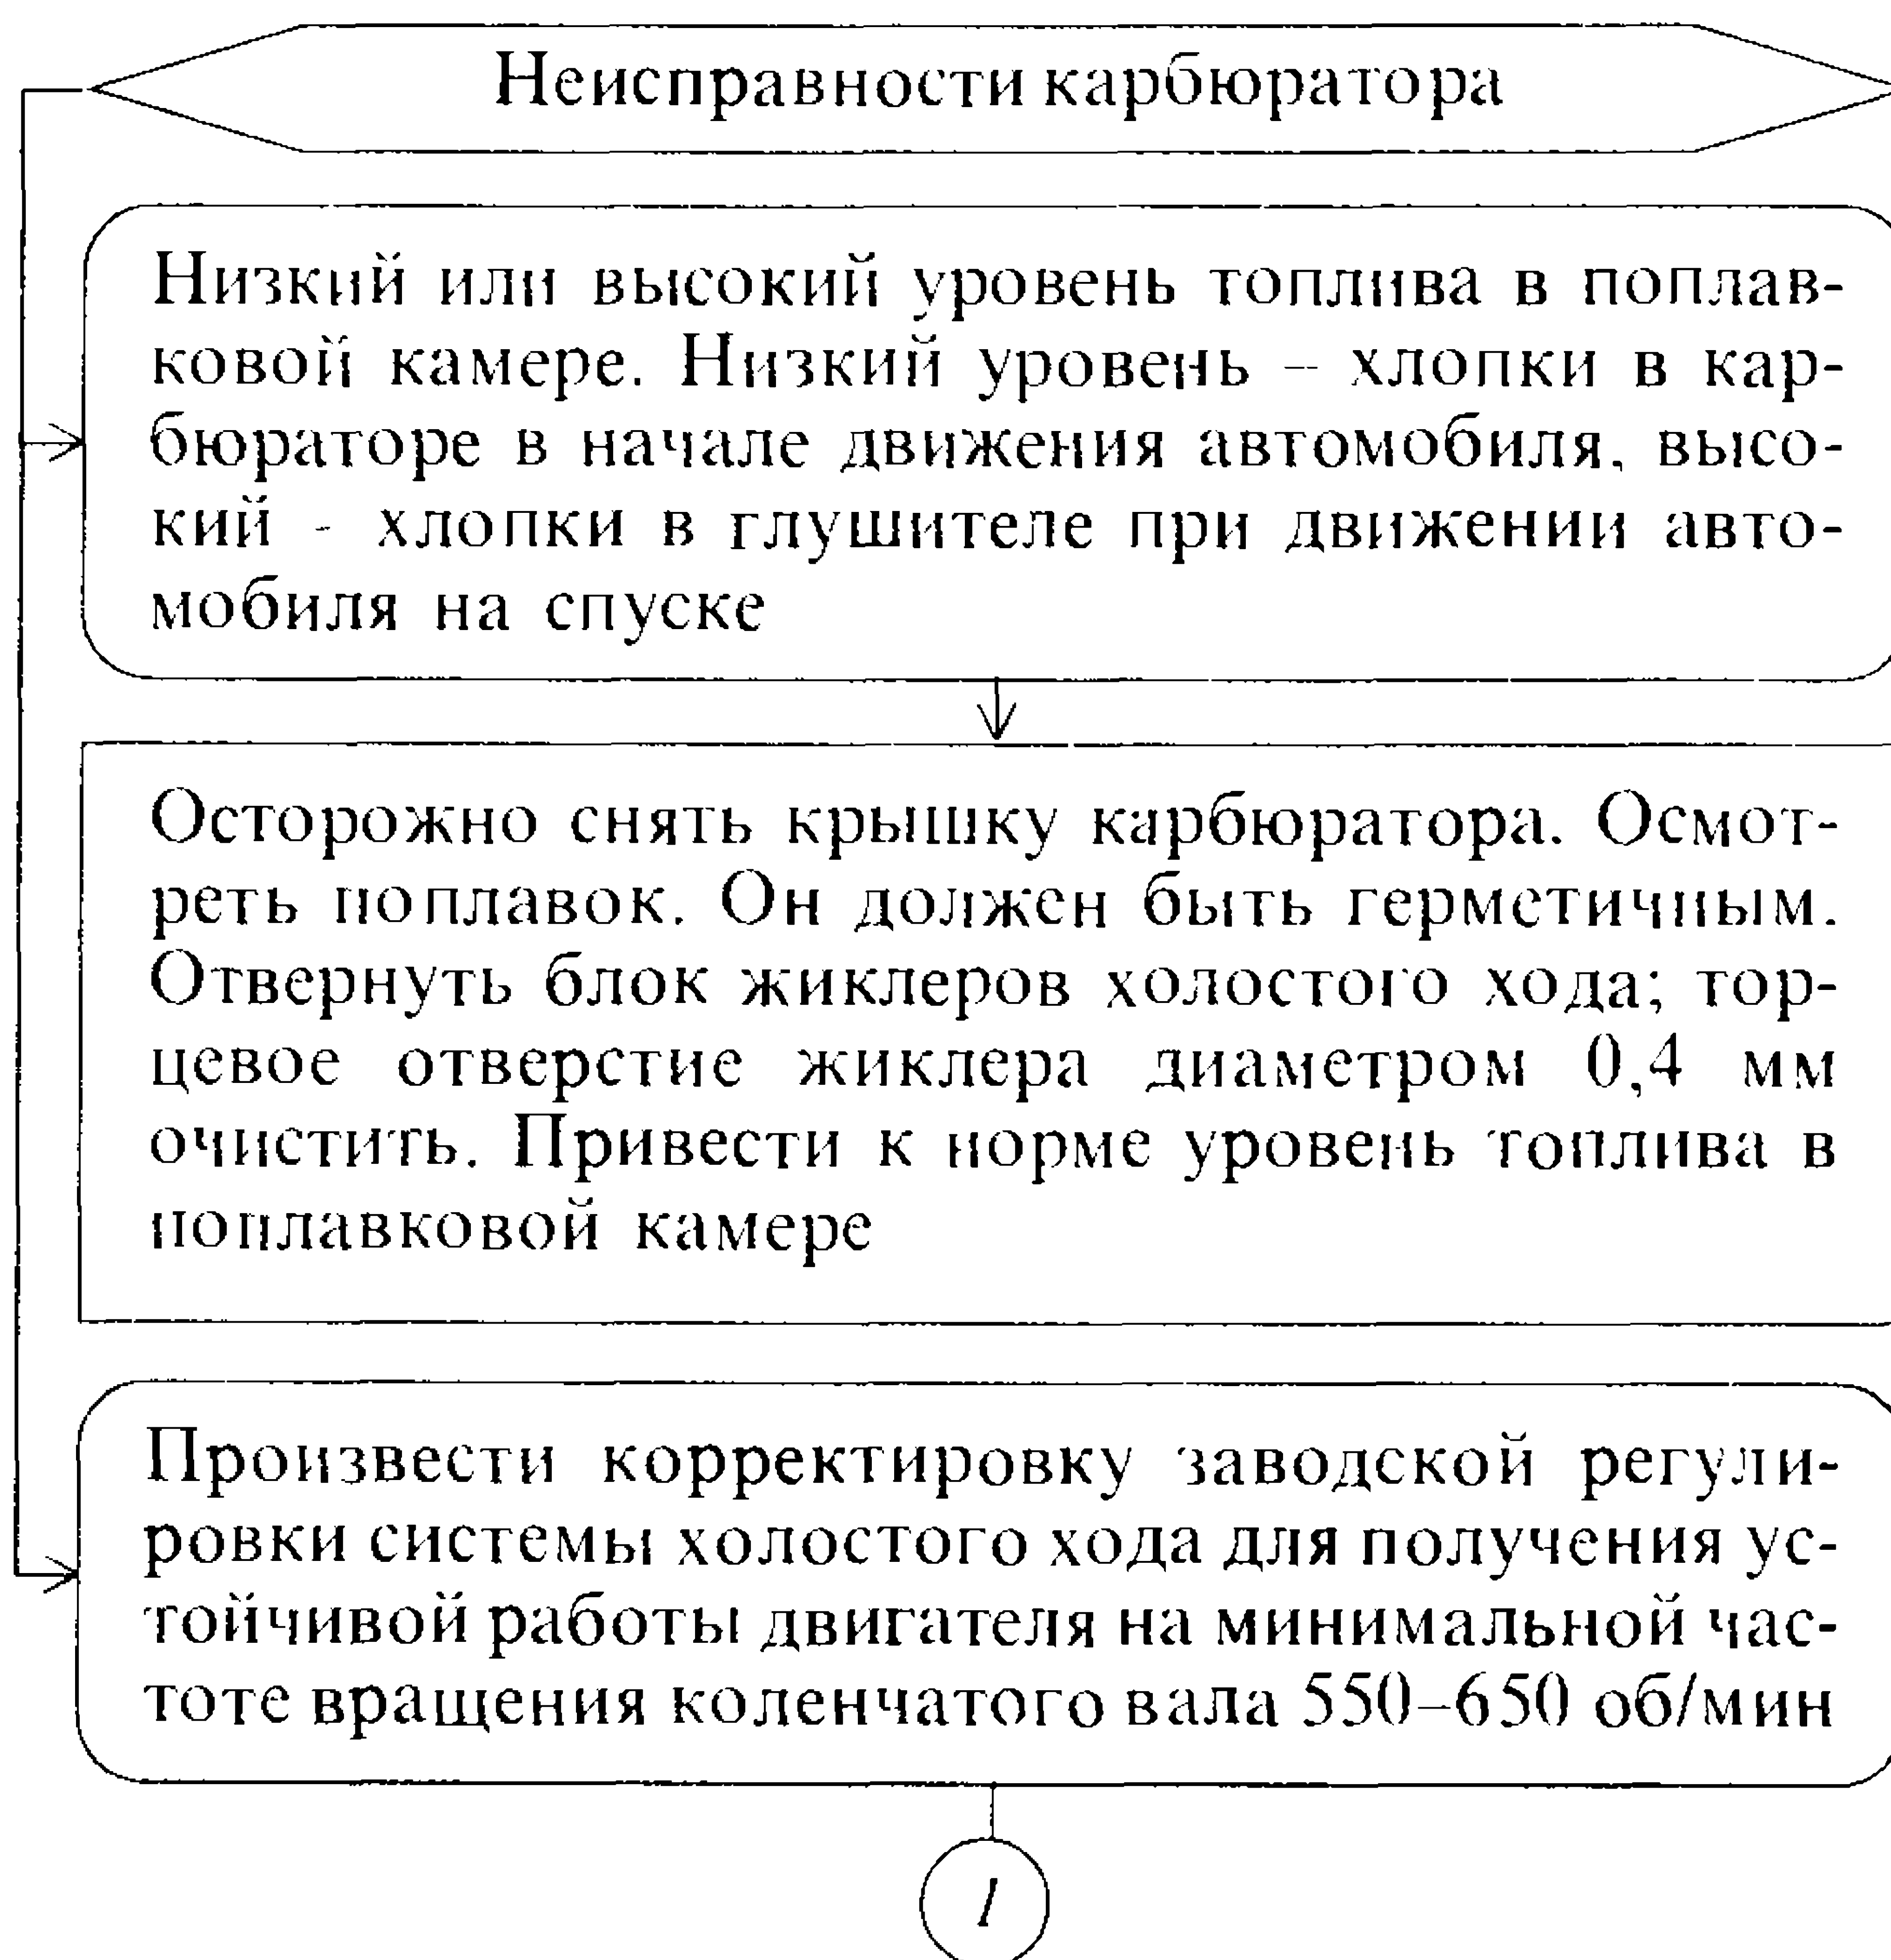 Неисправности карбюратора
Низкий или высокий уровень топлива в поплав-
ковой камере. Низкий уровень – хлопки в кар-
бюраторе в начале движения автомобиля, высо-
кий - хлопки в глушителе при движении авто-
мобиля на спуске
Осторожно снять крышку карбюратора. Осмот-
реть поплавок. Он должен быть герметичным.
Отвернуть блок жиклеров холостого хода; тор-
цевое отверстие жиклера диаметром 0,4 мм
очистить. Привести к норме уровень топлива в
поплавковой камере
Произвести корректировку заводской регули-
ровки системы холостого хода для получения ус-
тойчивой работы двигателя на минимальной час-
тоте вращения коленчатого вала 550–650 об/мин
1